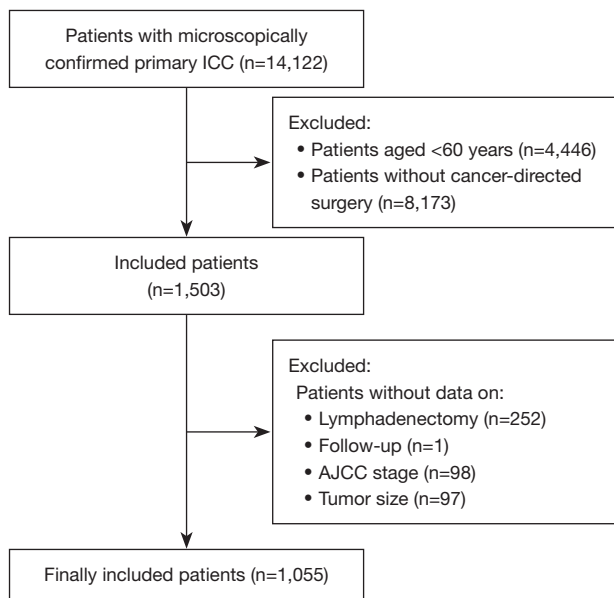 Patients with microscopically
confirmed primary ICC (n=14,122)
Excluded:
• Patients aged <60 years (n=4,446)
• Patients without cancer-directed
surgery (n=8,173)
Included patients
(n=1,503)
Excluded:
Patients without data on:
• Lymphadenectomy (n=252)
• Follow-up (n=1)
• AJCC stage (n=98)
• Tumor size (n=97)
Finally included patients (n=1,055)